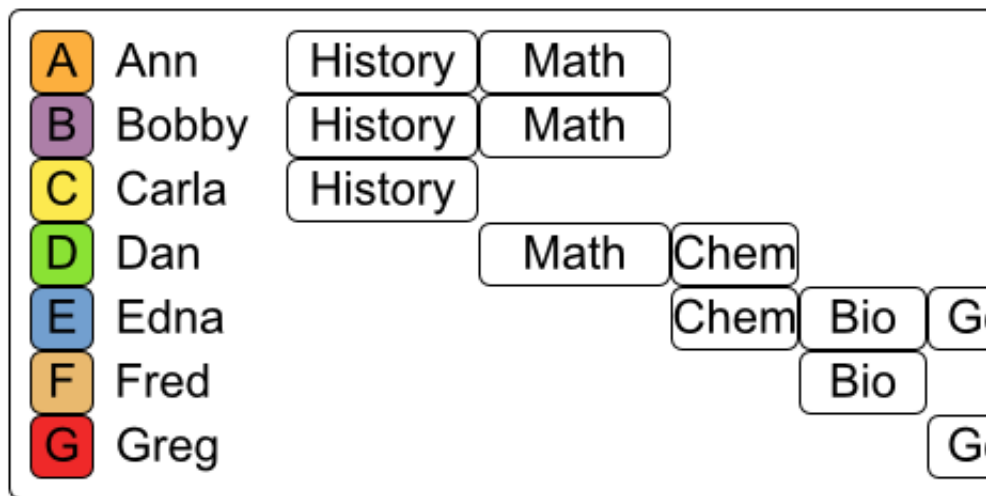 A Ann History Math
B Bobby History Math
C Carla History
D Dan Math Chem
E Edna Chem Bio
F Fred Bio
G Greg